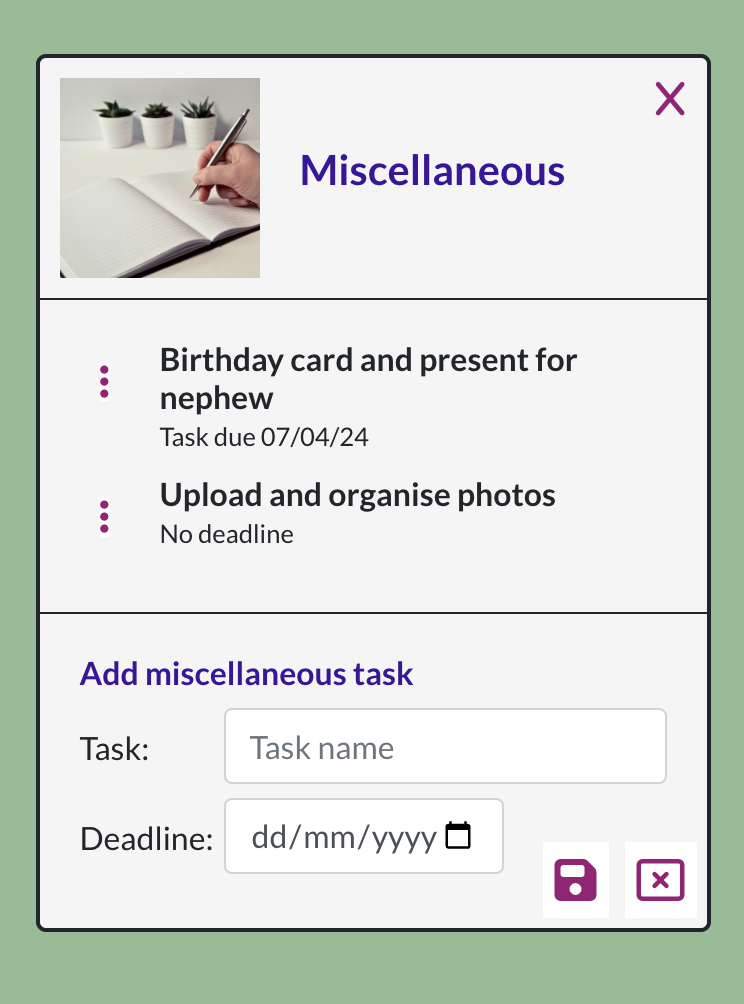 Miscellaneous
Birthday card and present for
nephew
Task due 07/04/24
Upload and organise photos
No deadline
Add miscellaneous task
Task: Task name
Deadline: dd/mm/yyyy